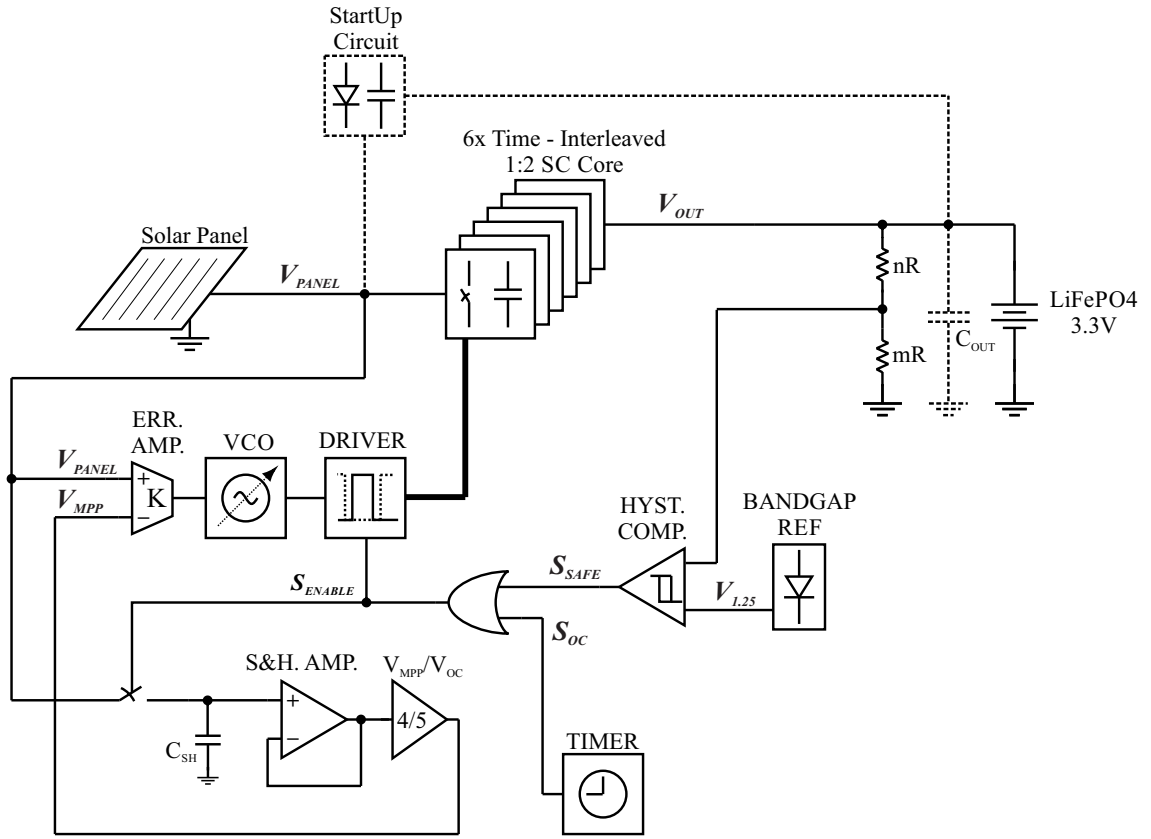 StartUp
Circuit
6x Time - Interleaved
1:2 SC Core
V_OUT
Solar Panel
V_PANEL
nR
mR
C_OUT
LiFePO4
3.3V
ERR.
AMP.
VCO
DRIVER
V_PANEL
+
K
V_MPP
−
HYST.
COMP.
BANDGAP
REF
S_SAFE
V_1.25
S_ENABLE
S_OC
S&H. AMP.
V_MPP/V_OC
+
−
4/5
C_SH
TIMER